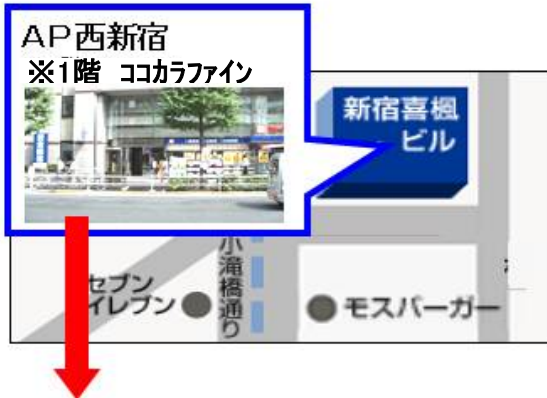 AP西新宿
※1階 ココカラファイン
新宿喜楓
ビル
小滝橋通り
セブン
イレブン
モスバーガー